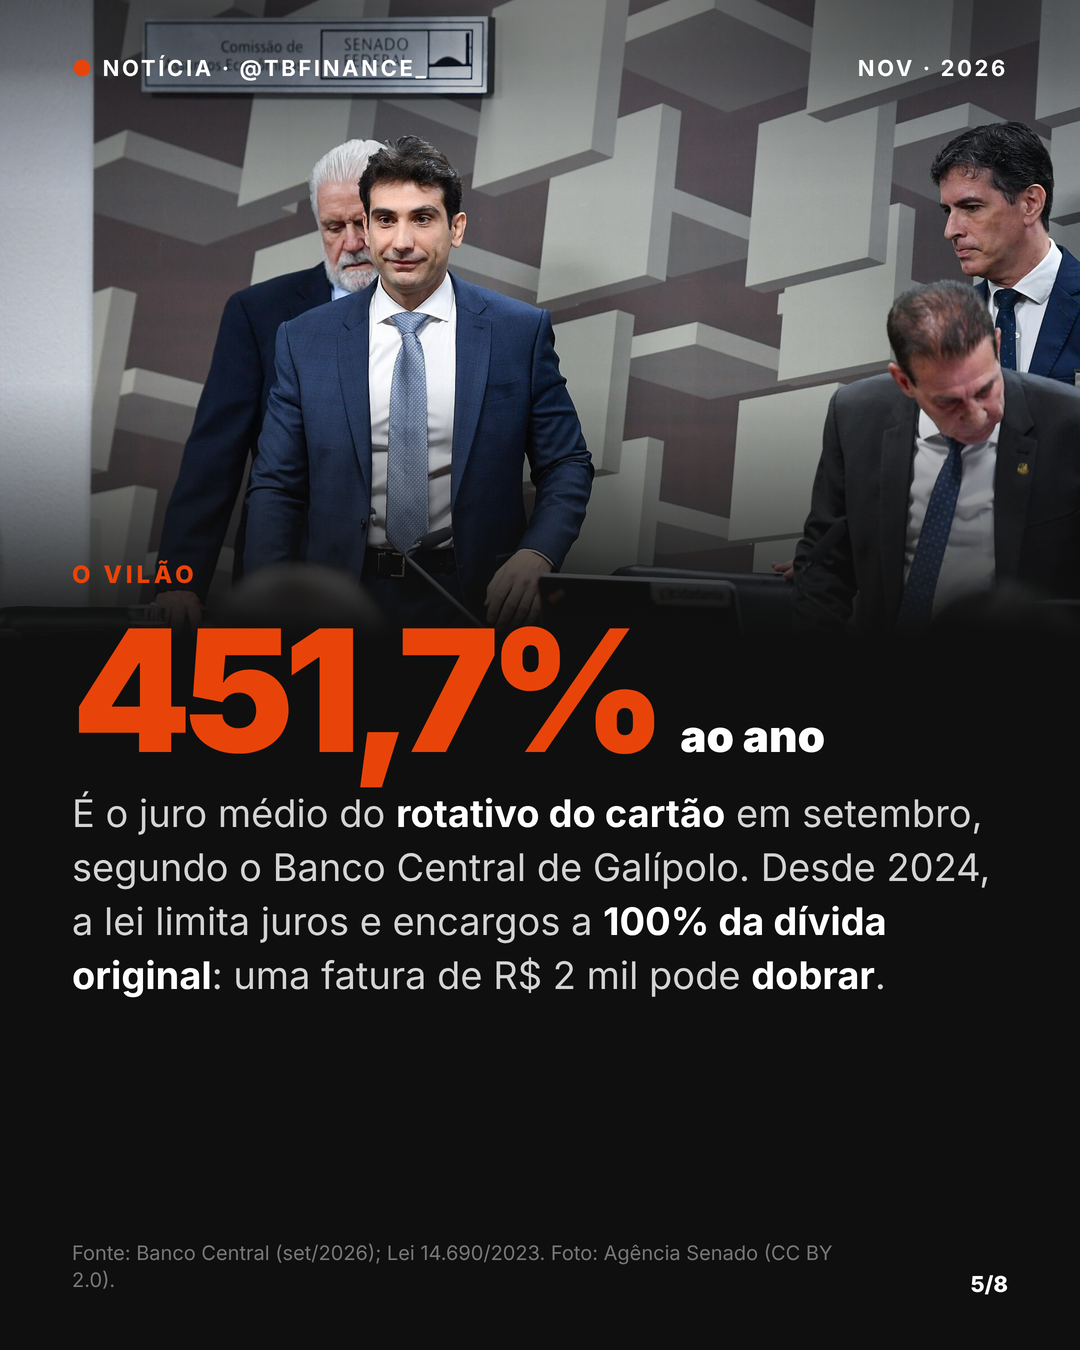 Comissão de
SENADO
NOTÍCIA · @TBFINANCE_
NOV · 2026
O VILÃO
451,7% ao ano
É o juro médio do rotativo do cartão em setembro,
segundo o Banco Central de Galípolo. Desde 2024,
a lei limita juros e encargos a 100% da dívida
original: uma fatura de R$ 2 mil pode dobrar.
Fonte: Banco Central (set/2026); Lei 14.690/2023. Foto: Agência Senado (CC BY
2.0).
5/8